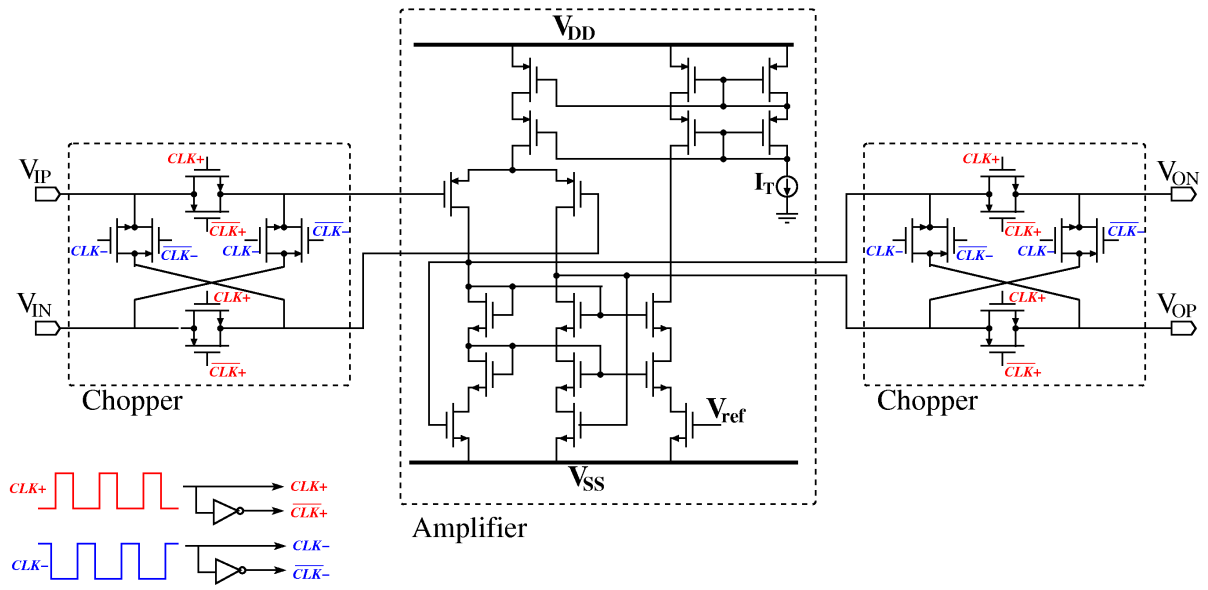 V_DD
V_IP
CLK+
CLK+
V_ON
I_T
CLK+
CLK+
CLK− CLK− CLK− CLK−
CLK− CLK− CLK− CLK−
V_IN
CLK+
CLK+
V_OP
CLK+
CLK+
Chopper
Chopper
V_ref
V_SS
CLK+
CLK+
CLK+
Amplifier
CLK−
CLK−
CLK−